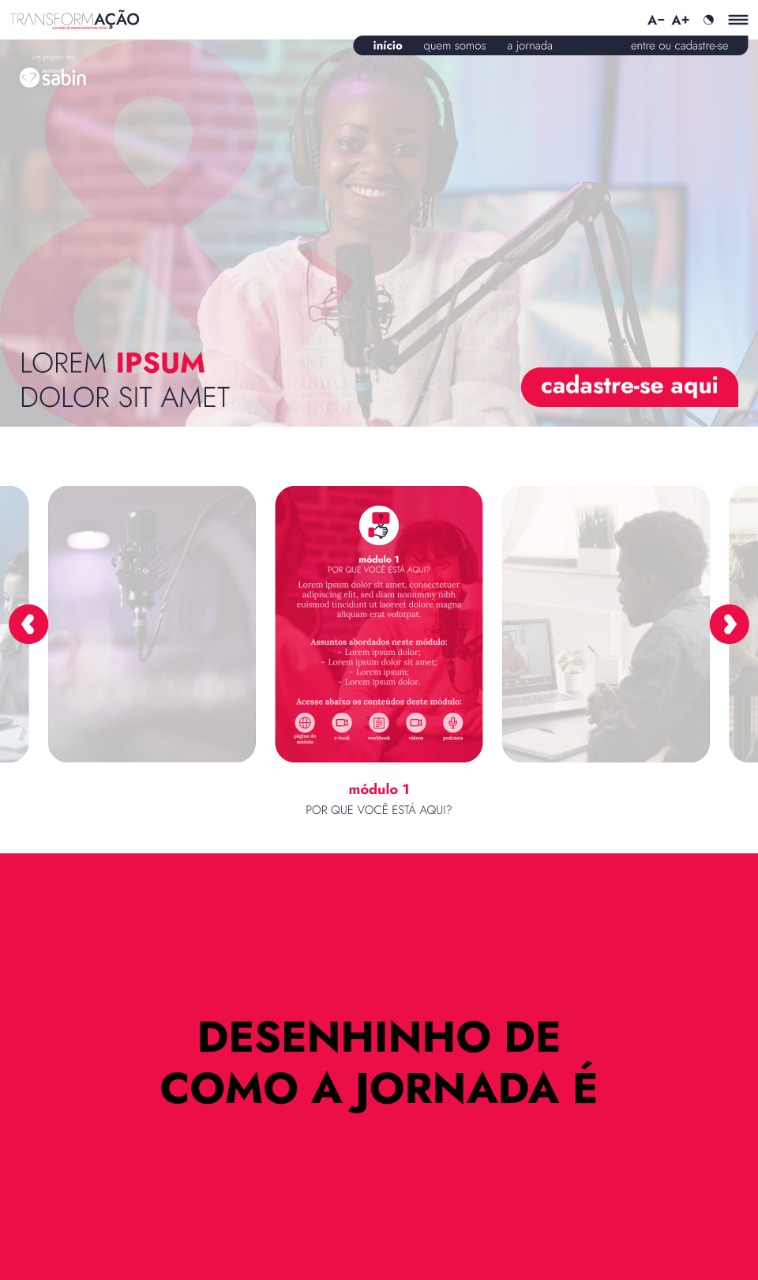 TRANSFORMAÇÃO
A- A+
início quem somos a jornada entre ou cadastre-se
um projeto do
sabin
&
LOREM IPSUM
DOLOR SIT AMET
cadastre-se aqui
módulo 1
POR QUE VOCÊ ESTÁ AQUI?
Lorem ipsum dolor sit amet, consectetuer
adipiscing elit, sed diam nonummy nibh
euismod tincidunt ut laoreet dolore magna
aliquam erat volutpat.
Assuntos abordados neste módulo:
- Lorem ipsum dolor;
- Lorem ipsum dolor sit amet;
- Lorem ipsum;
- Lorem ipsum dolor.
Acesse abaixo os conteúdos deste módulo:
página do
módulo
e-book
workbook
vídeos
podcasts
módulo 1
POR QUE VOCÊ ESTÁ AQUI?
DESENHINHO DE
COMO A JORNADA É